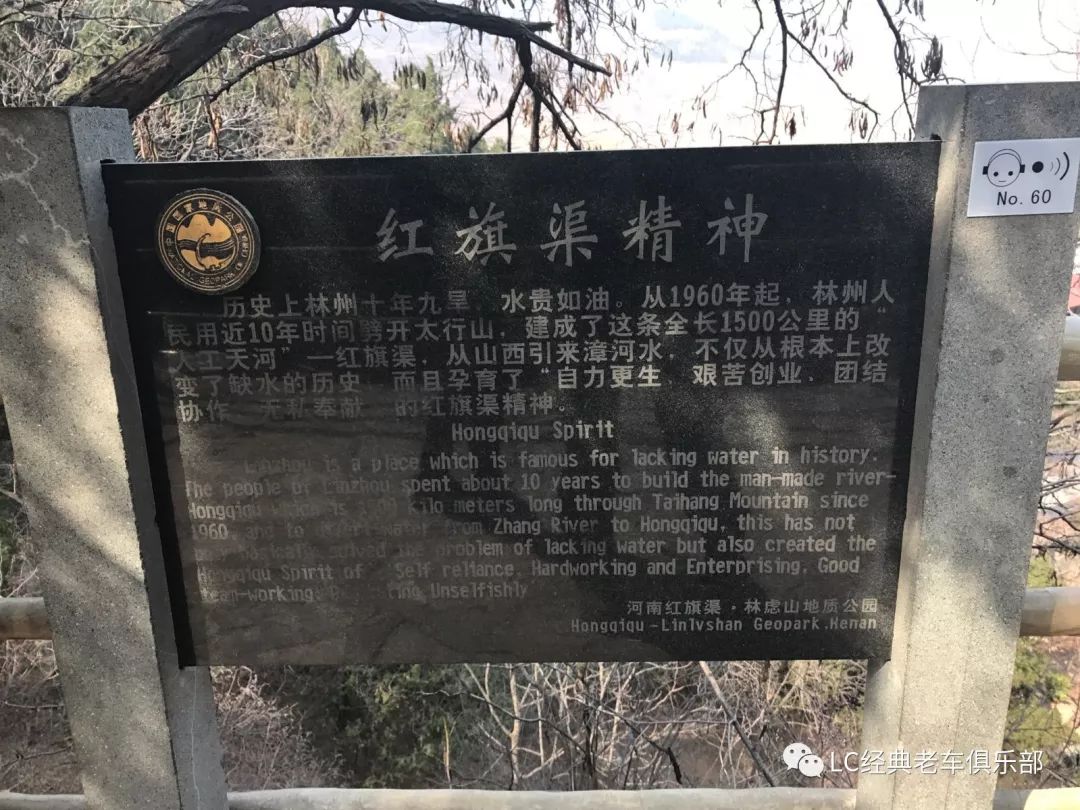 红旗渠精神
历史上林州十年九旱 水贵如油。从1960年起，林州人
民用近10年时间劈开太行山，建成了这条全长1500公里的“
人工天河”—红旗渠，从山西引来漳河水 不仅从根本上改
变了缺水的历史 而且孕育了“自力更生 艰苦创业、团结
协作 无私奉献 的红旗渠精神。
Hongqiqu Spirit
Linzhou is a place which is famous for lacking water in history.
The people of Linzhou spent about 10 years to build the man-made river-
Hongqiqu kilo meters long through Taihang Mountain since
1960, from Zhang River to Hongqiqu, this has not
basically solved the problem of lacking water but also created the
Hongqiqu Spirit of Self reliance, Hardworking and Enterprising, Good
team-working, Unselfishly
河南红旗渠·林虑山地质公园
Hongqiqu-Linlvshan Geopark.Henan
No. 60
LC经典老车俱乐部